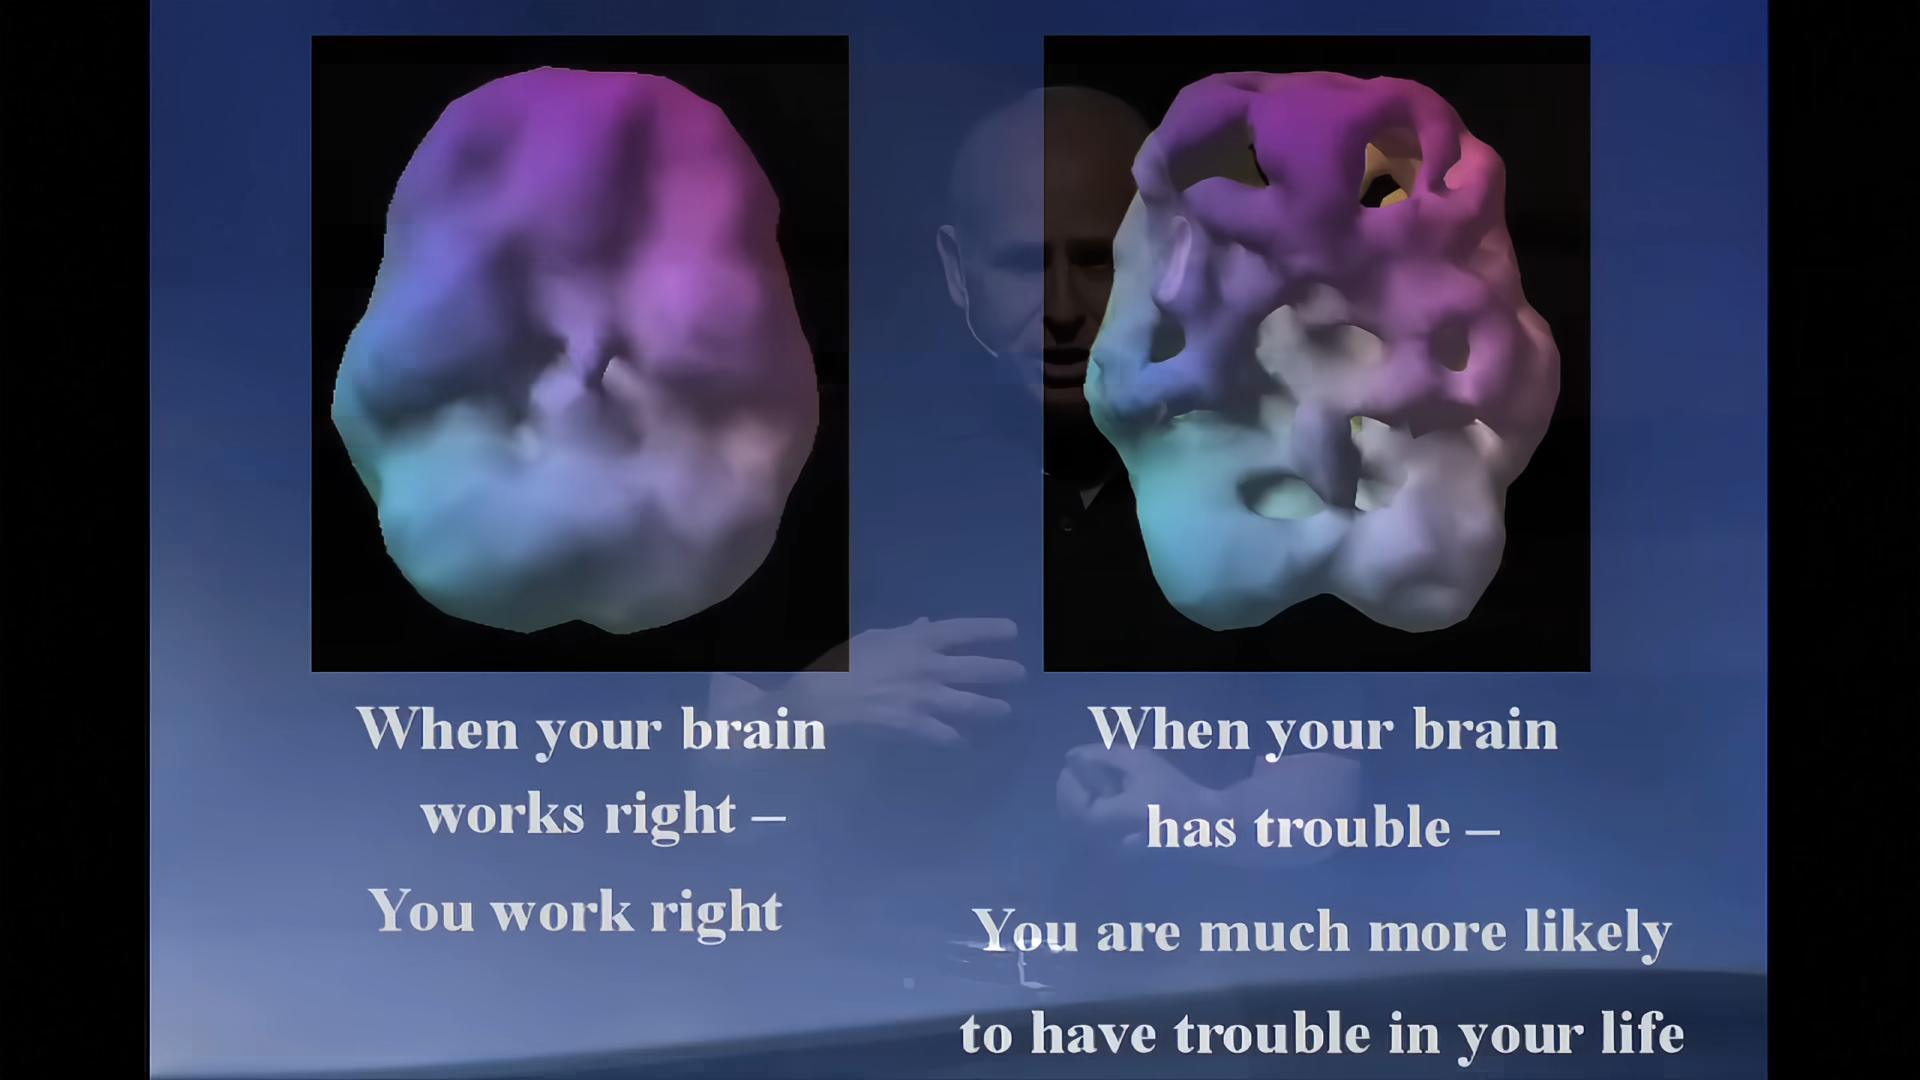 When your brain
works right –
You work right
When your brain
has trouble –
You are much more likely
to have trouble in your life